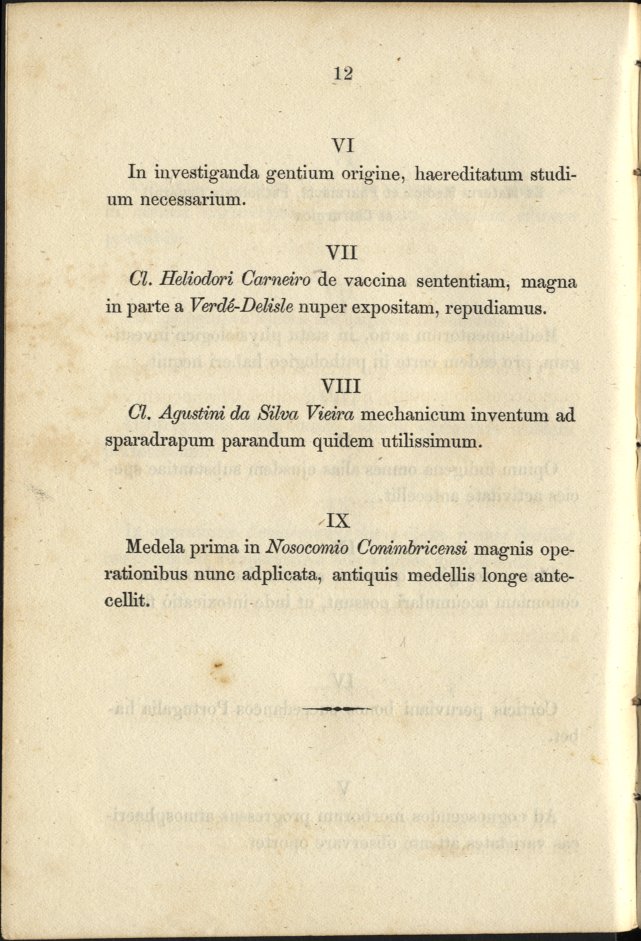 12
VI
In investiganda gentium origine, haereditatum studi-
um necessarium.
VII
Cl. Heliodori Carneiro de vaccina sententiam, magna
in parte a Verdé-Delisle nuper expositam, repudiamus.
VIII
Cl. Agustini da Silva Vieira mechanicum inventum ad
sparadrapum parandum quidem utilissimum.
IX
Medela prima in Nosocomio Conimbricensi magnis ope-
rationibus nunc adplicata, antiquis medellis longe ante-
cellit.